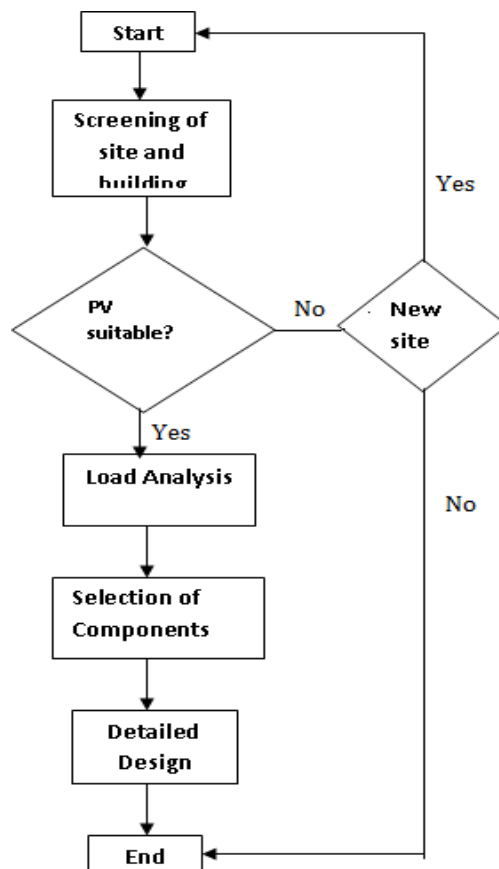 Start
Screening of
site and
building
Yes
PV
suitable?
No
New
site
Yes
Load Analysis
No
Selection of
Components
Detailed
Design
End